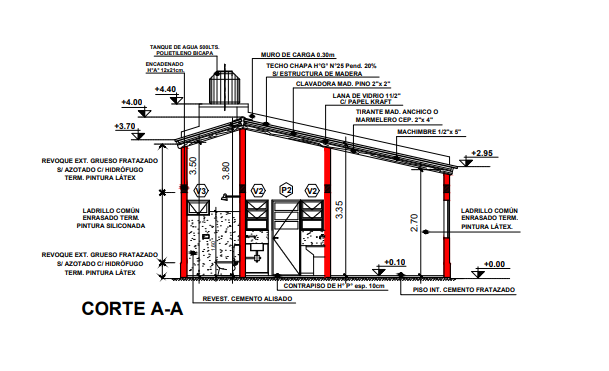 TANQUE DE AGUA 500LTS.
POLIETILENO BICAPA
ENCADENADO
H°A° 12x21cm
MURO DE CARGA 0.30m
TECHO CHAPA H°G° N°25 Pend. 20%
S/ ESTRUCTURA DE MADERA
CLAVADORA MAD. PINO 2"x 2"
LANA DE VIDRIO 11/2"
C/ PAPEL KRAFT
TIRANTE MAD. ANCHICO O
MARMELERO CEP. 2"x 4"
MACHIMBRE 1/2"x 5"
+4.40
+4.00
+3.70
+2.95
REVOQUE EXT. GRUESO FRATAZADO
S/ AZOTADO C/ HIDRÓFUGO
TERM. PINTURA LÁTEX
3.50
3.80
V3
V2
P2
V2
3.35
2.70
LADRILLO COMÚN
ENRASADO TERM.
PINTURA SILICONADA
LADRILLO COMÚN
ENRASADO TERM.
PINTURA LÁTEX.
REVOQUE EXT. GRUESO FRATAZADO
S/ AZOTADO C/ HIDRÓFUGO
TERM. PINTURA LÁTEX
+0.10
+0.00
CONTRAPISO DE H° P° esp. 10cm
PISO INT. CEMENTO FRATAZADO
REVEST. CEMENTO ALISADO
CORTE A-A